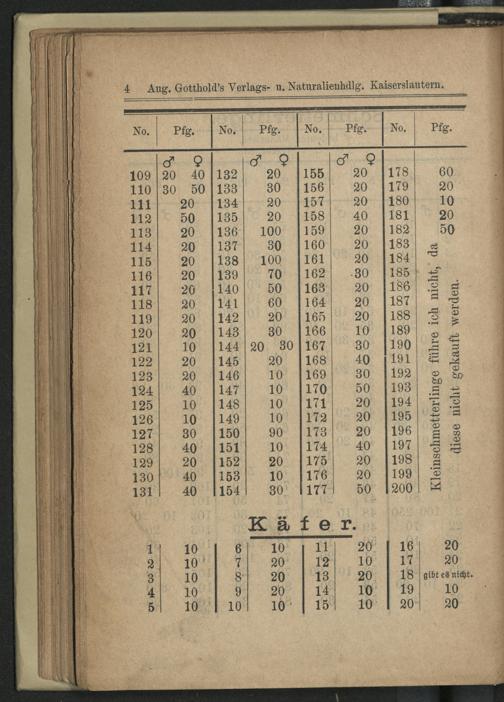 4 Aug. Gotthold's Verlags- u. Naturalienhdlg. Kaiserslautern.
No. Pfg. No. Pfg. No. Pfg. No. Pfg.
♂ ♀ ♂ ♀ ♂ ♀
109 20 40 132 20 155 20 178 60
110 30 50 133 30 156 20 179 20
111 20 134 20 157 20 180 10
112 50 135 20 158 40 181 20
113 20 136 100 159 20 182 50
114 20 137 30 160 20 183
115 20 138 100 161 20 184
116 20 139 70 162 30 185
117 20 140 50 163 20 186
118 20 141 60 164 20 187
119 20 142 20 165 20 188
120 20 143 30 166 10 189
121 10 144 20 30 167 30 190
122 20 145 20 168 40 191
123 20 146 10 169 30 192
124 40 147 10 170 50 193
125 10 148 10 171 20 194
126 10 149 10 172 20 195
127 30 150 90 173 20 196
128 40 151 10 174 40 197
129 20 152 20 175 20 198
130 40 153 10 176 20 199
131 40 154 30 177 50 200
Kleinschmetterlinge führe ich nicht, da
diese nicht gekauft werden.
Käfer.
1 10 6 10 11 20 16 20
2 10 7 20 12 10 17 20
3 10 8 20 13 20 18 gibt es nicht.
4 10 9 20 14 10 19 10
5 10 10 10 15 10 20 20